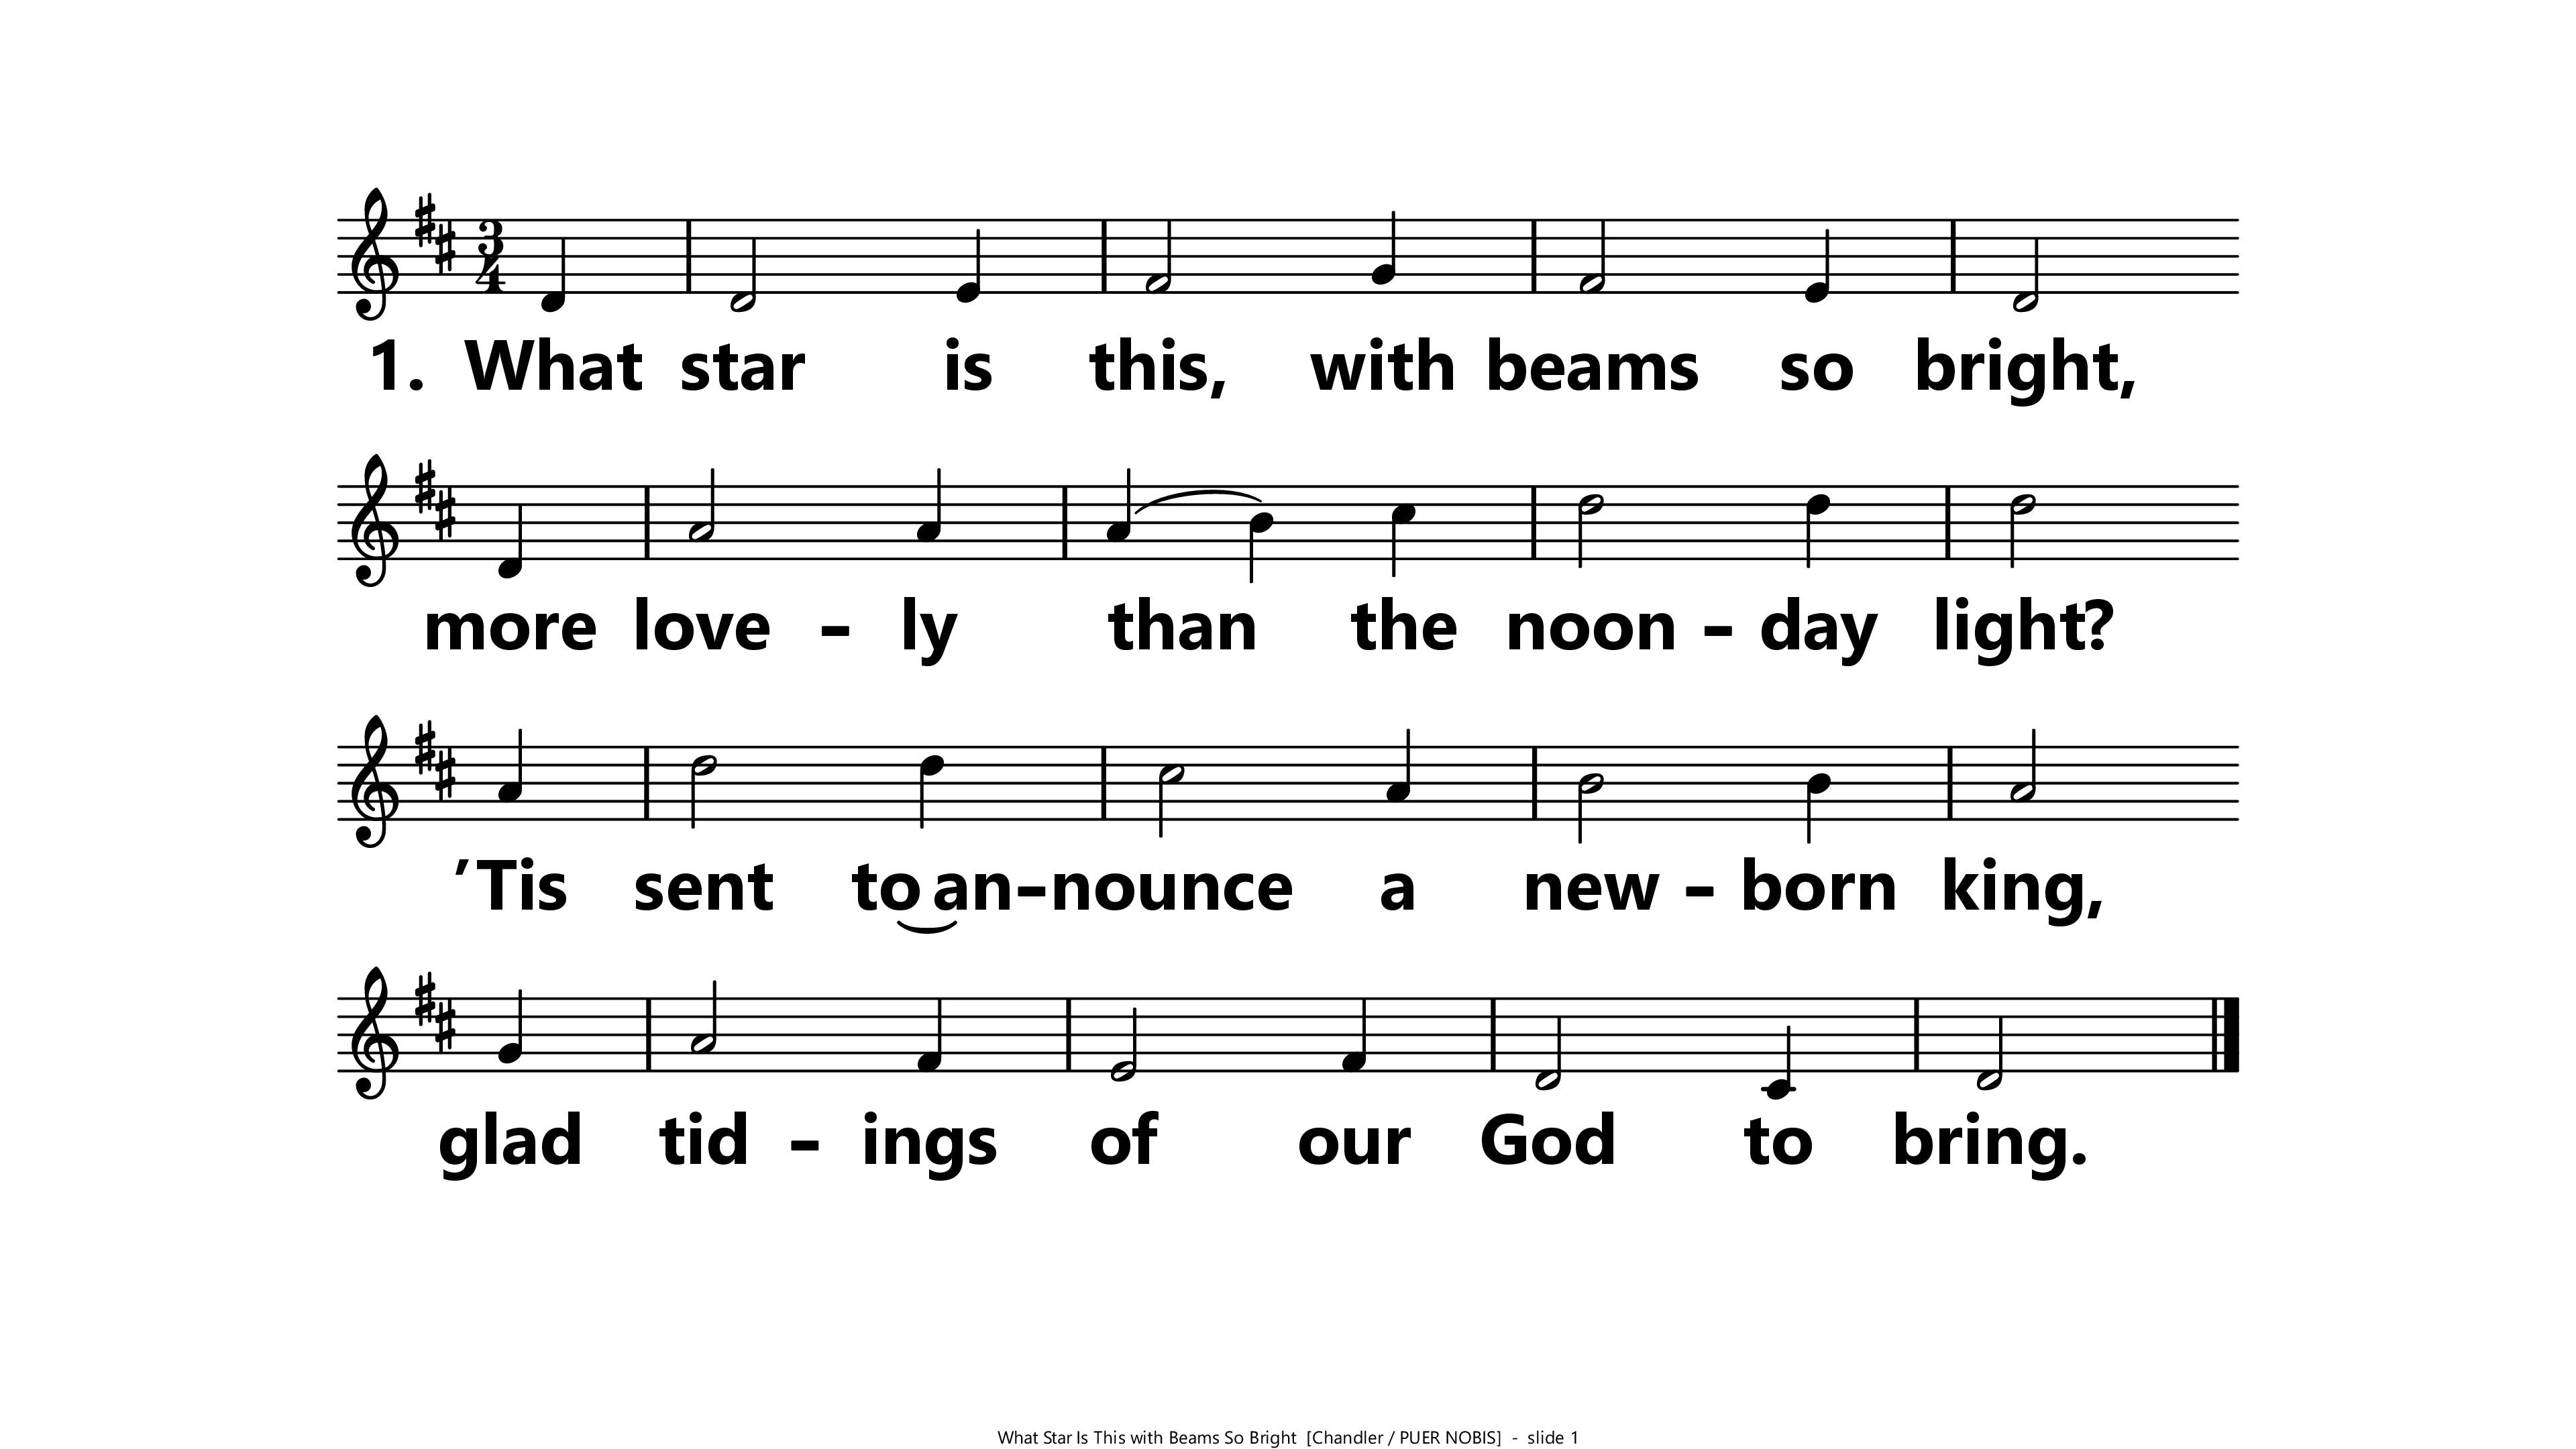 1. What star is this, with beams so bright,
more love - ly than the noon - day light?
’Tis sent to an-nounce a new - born king,
glad tid - ings of our God to bring.
What Star Is This with Beams So Bright [Chandler / PUER NOBIS] - slide 1